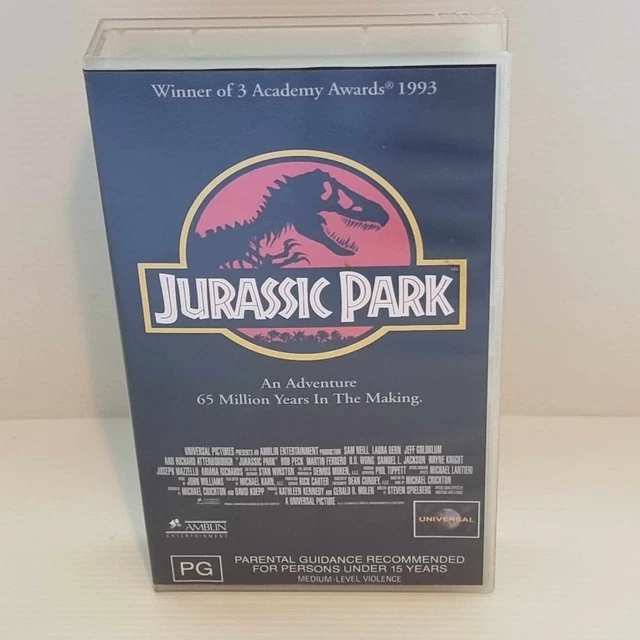 Winner of 3 Academy Awards® 1993
JURASSIC PARK
An Adventure
65 Million Years In The Making.
UNIVERSAL PICTURES PRESENTS AN AMBLIN ENTERTAINMENT PRODUCTION SAM NEILL LAURA DERN JEFF GOLDBLUM
AND RICHARD ATTENBOROUGH "JURASSIC PARK" BOB PECK MARTIN FERRERO B.D. WONG SAMUEL L. JACKSON WAYNE KNIGHT
JOSEPH MAZZELLO ARIANA RICHARDS STAN WINSTON DENNIS MUREN, PHIL TIPPETT MICHAEL LANTIERI
JOHN WILLIAMS MICHAEL KAHN, RICK CARTER DEAN CUNDEY, MICHAEL CRICHTON
MICHAEL CRICHTON AND DAVID KOEPP KATHLEEN KENNEDY AND GERALD R. MOLEN STEVEN SPIELBERG
A UNIVERSAL PICTURE
AMBLIN
ENTERTAINMENT
UNIVERSAL
PG
PARENTAL GUIDANCE RECOMMENDED
FOR PERSONS UNDER 15 YEARS
MEDIUM-LEVEL VIOLENCE